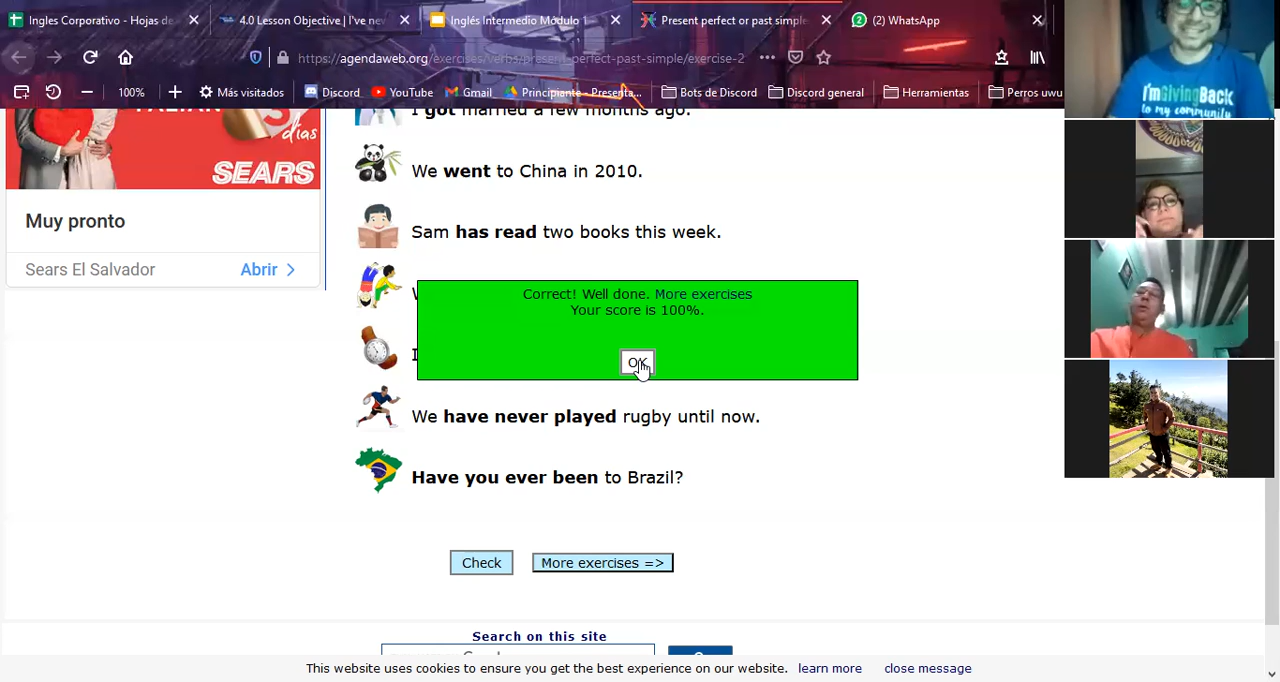 Ingles Corporativo - Hojas de
4.0 Lesson Objective | I've nev
Inglés Intermedio Módulo 1
Present perfect or past simple
(2) WhatsApp
https://agendaweb.org/exercises/verbs/present-perfect-past-simple/exercise-2
100%
Más visitados
Discord
YouTube
Gmail
Principiante - Presenta...
Bots de Discord
Discord general
Herramientas
Perros uwu
I'mGivingBack
to my community
días
SEARS
Muy pronto
Sears El Salvador
Abrir
I got married a few months ago.
We went to China in 2010.
Sam has read two books this week.
Correct! Well done. More exercises
Your score is 100%.
OK
We have never played rugby until now.
Have you ever been to Brazil?
Check
More exercises =>
Search on this site
This website uses cookies to ensure you get the best experience on our website.
learn more
close message